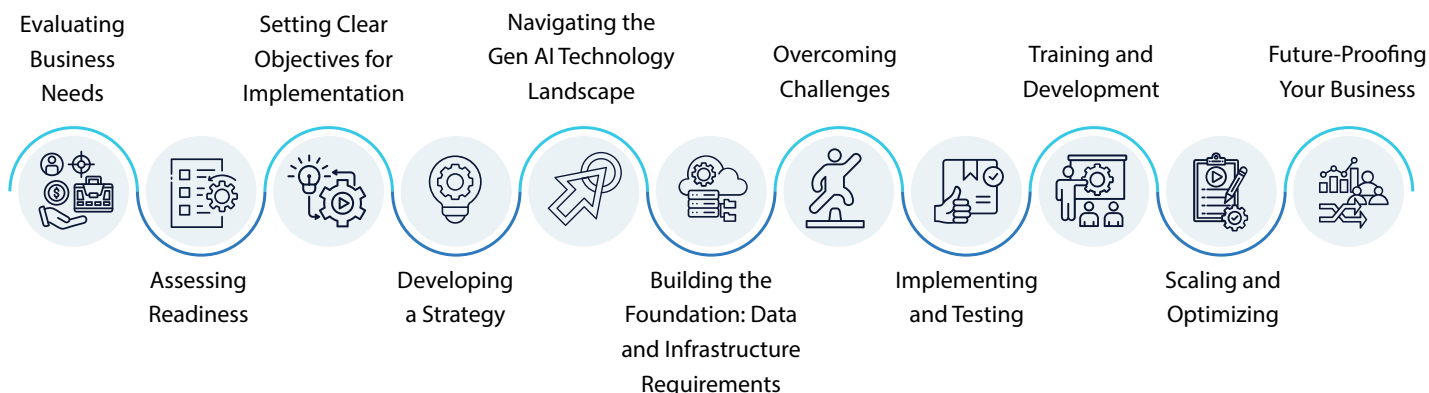 Evaluating
Business
Needs
Assessing
Readiness
Setting Clear
Objectives for
Implementation
Developing
a Strategy
Navigating the
Gen AI Technology
Landscape
Building the
Foundation: Data
and Infrastructure
Requirements
Overcoming
Challenges
Implementing
and Testing
Training and
Development
Scaling and
Optimizing
Future-Proofing
Your Business